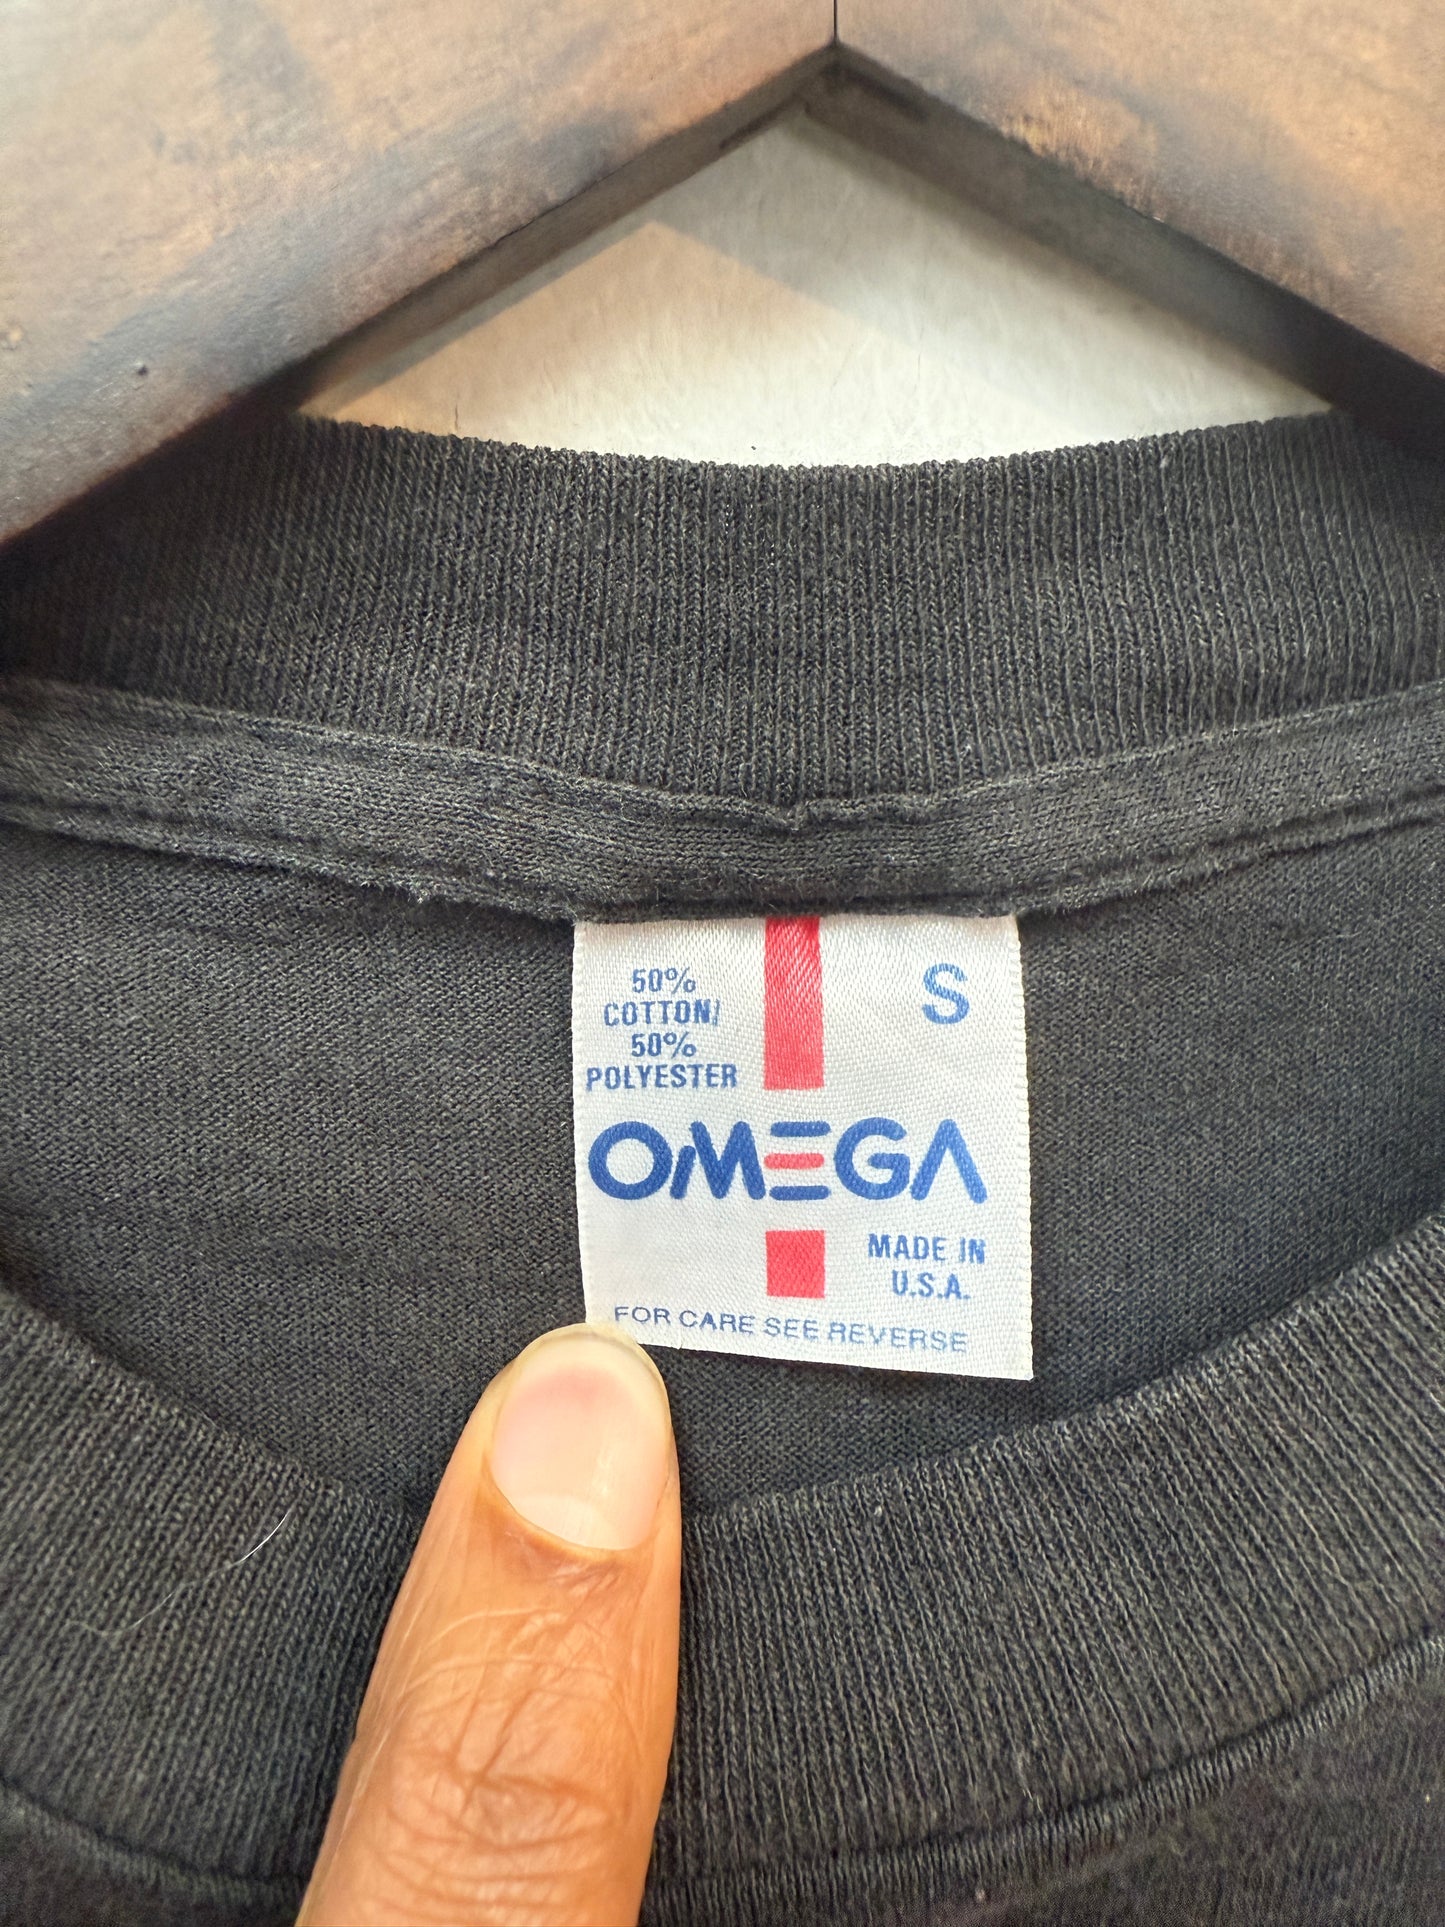 50%
COTTON/
50%
POLYESTER
S
OMEGA
MADE IN
U.S.A.
FOR CARE SEE REVERSE